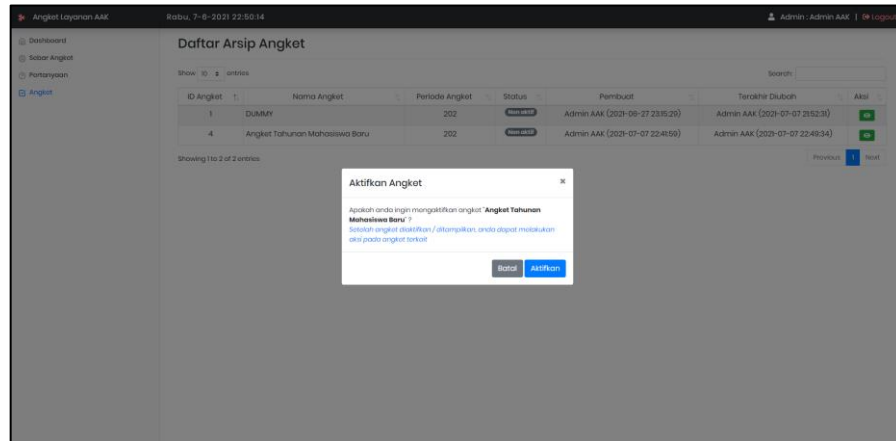 Angket Layanan AAK
Rabu, 7-6-2021 22:50:14
Admin : Admin AAK | Logout
Dashboard
Sebar Angket
Pertanyaan
Angket
Daftar Arsip Angket
Show 10 entries
Search:
ID Angket Nama Angket Periode Angket Status Pembuat Terakhir Diubah Aksi
1 DUMMY 202 Non aktif Admin AAK (2021-06-27 23:15:29) Admin AAK (2021-07-07 21:52:31)
4 Angket Tahunan Mahasiswa Baru 202 Non aktif Admin AAK (2021-07-07 22:41:59) Admin AAK (2021-07-07 22:49:34)
Showing 1 to 2 of 2 entries
Previous 1 Next
Aktifkan Angket
Apakah anda ingin mengaktifkan angket "Angket Tahunan
Mahasiswa Baru" ?
Setelah angket diaktifkan / ditampilkan, anda dapat melakukan
aksi pada angket terkait
Batal Aktifkan